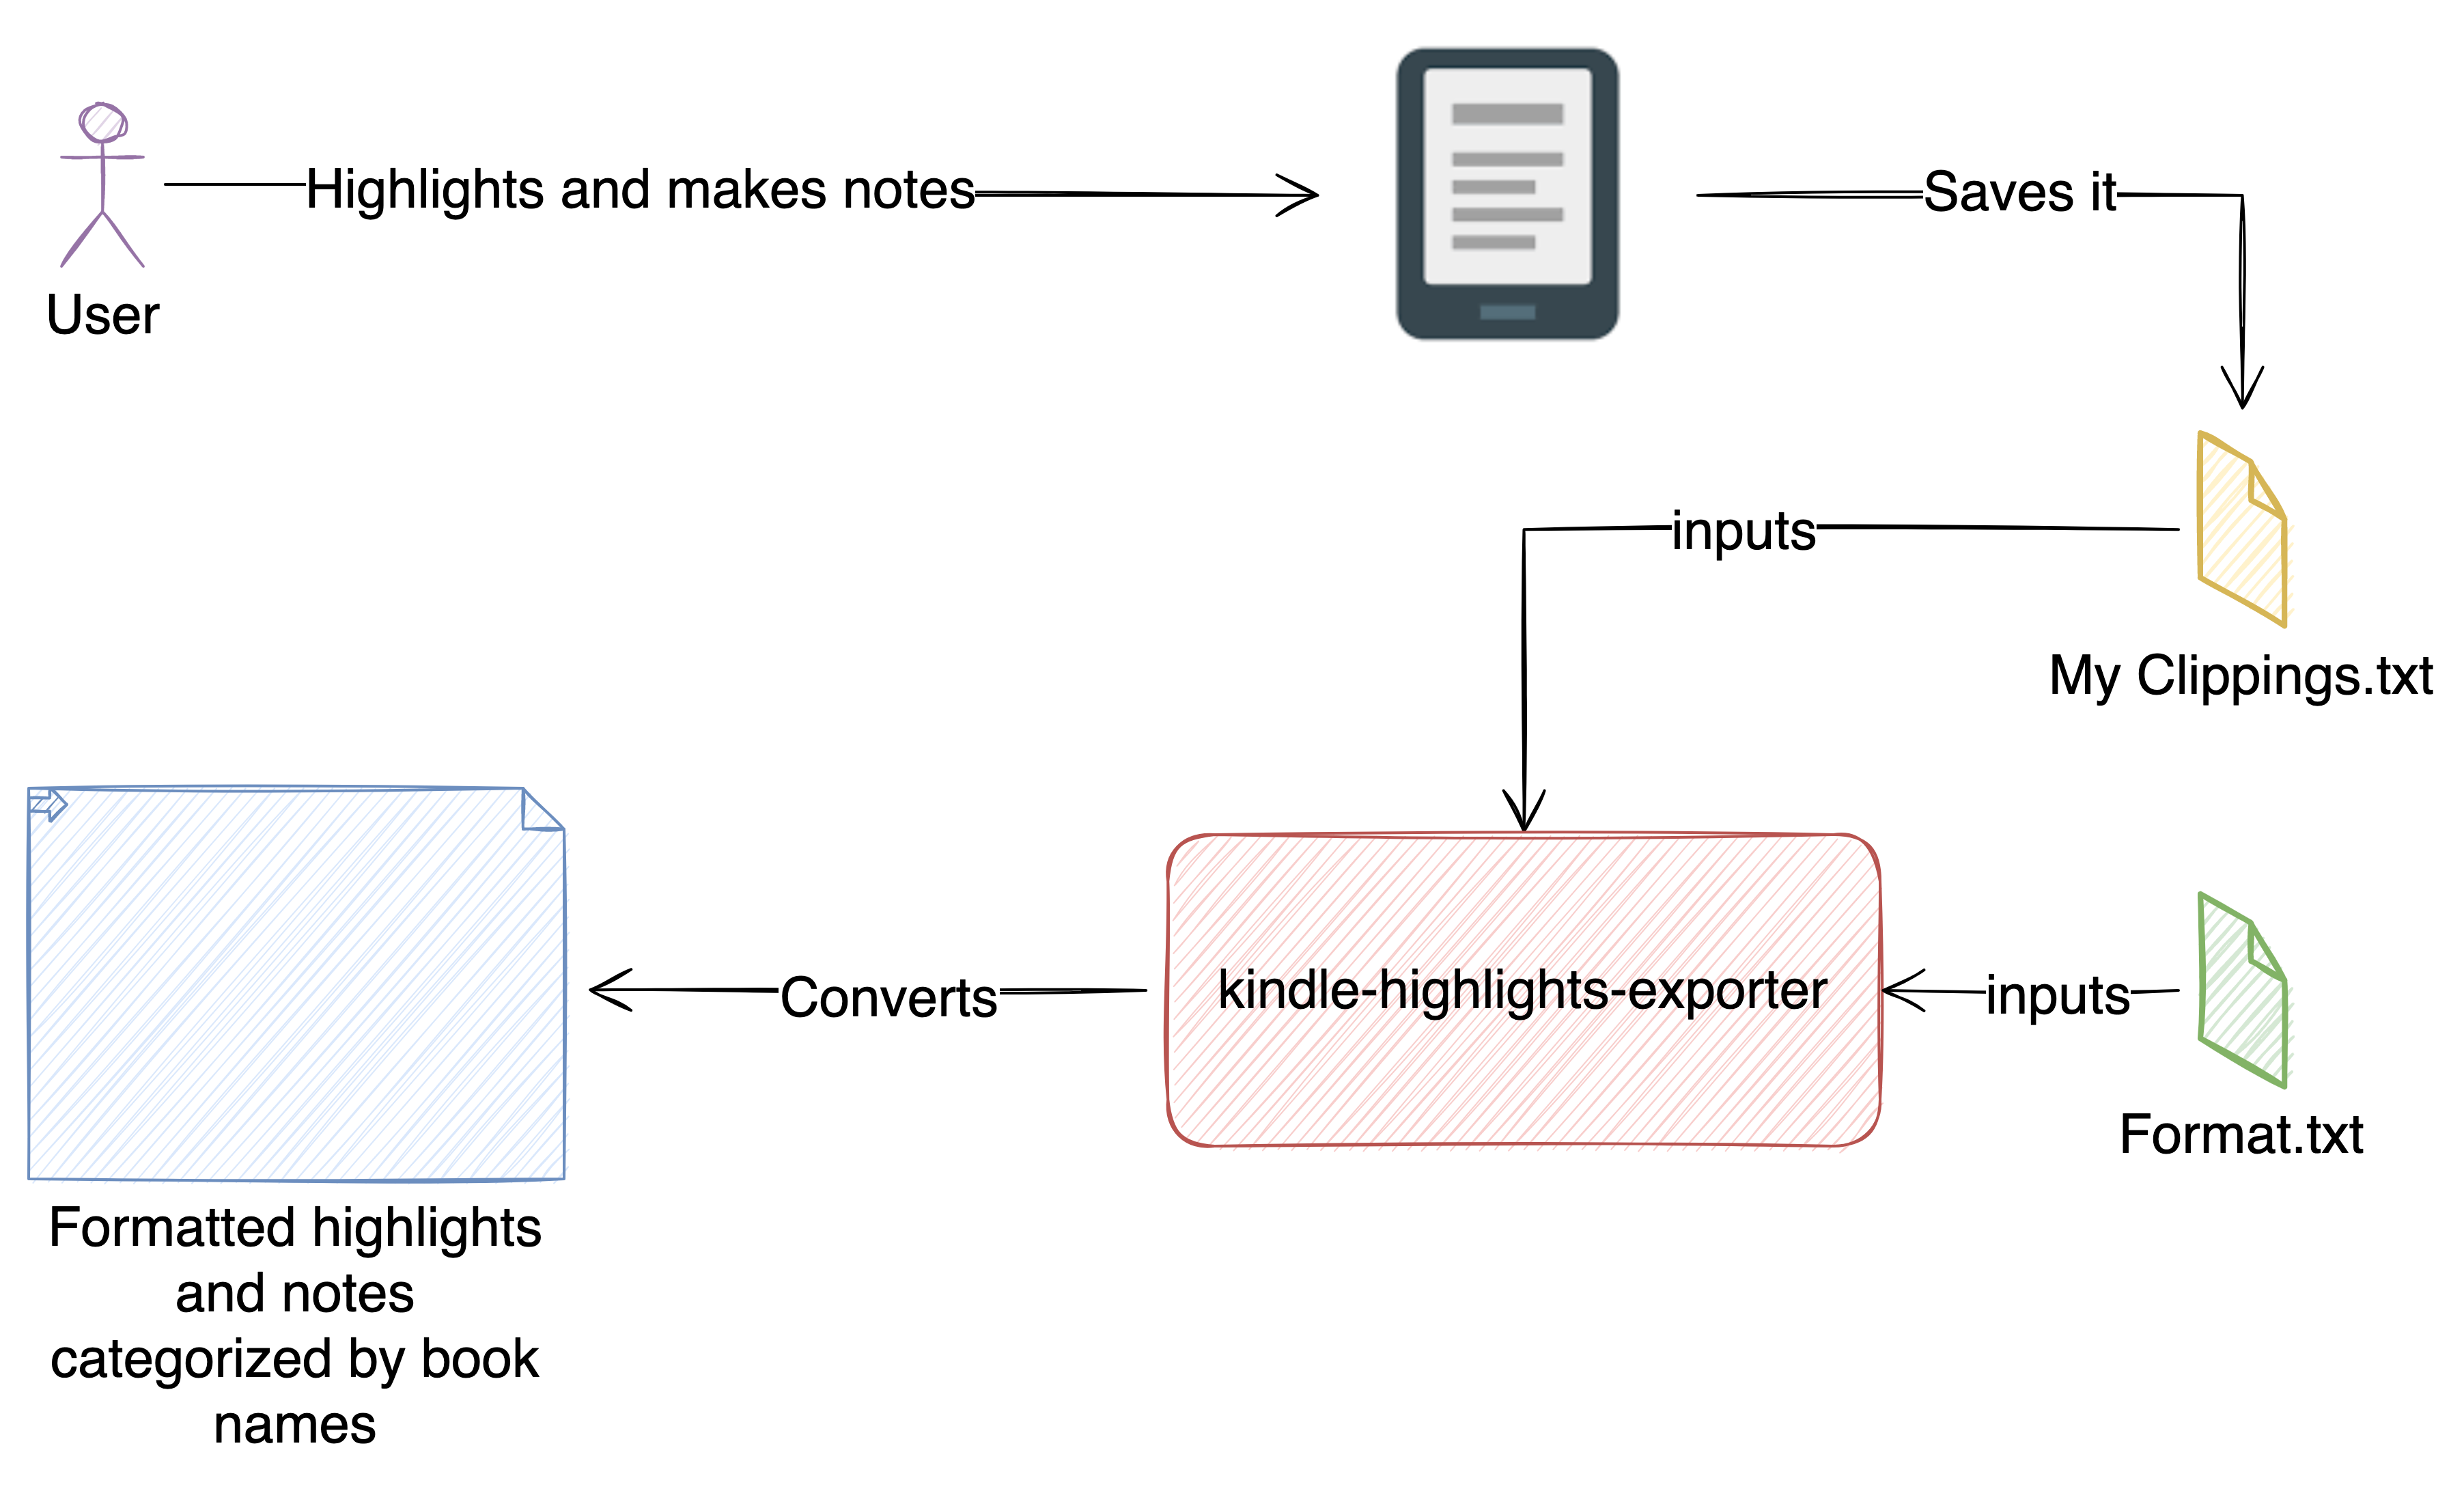 Highlights and makes notes
Saves it
User
inputs
My Clippings.txt
kindle-highlights-exporter
Converts
inputs
Format.txt
Formatted highlights
and notes
categorized by book
names